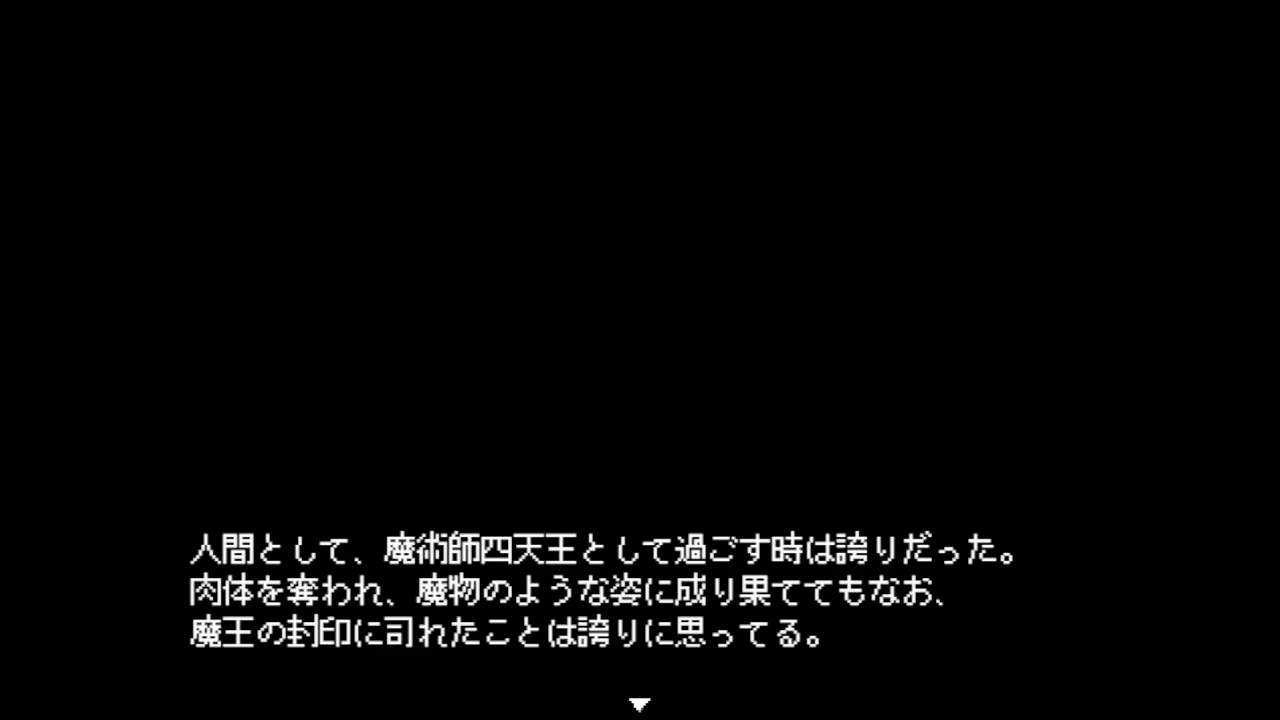 人間として、魔術師四天王として過ごす時は誇りだった。
肉体を奪われ、魔物のような姿に成り果ててもなお、
魔王の封印に司れたことは誇りに思ってる。